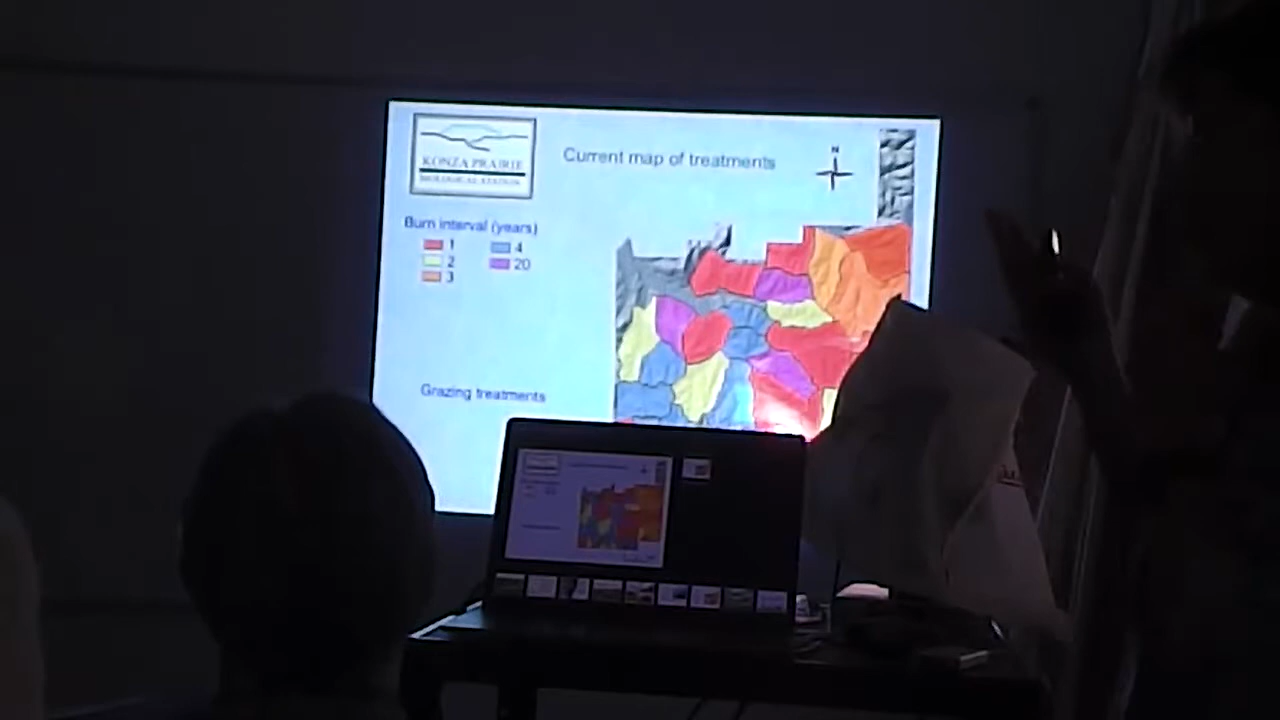 KONZA PRAIRIE
BIOLOGICAL STATION
Current map of treatments
N
Burn interval (years)
1
4
2
20
3
Grazing treatments